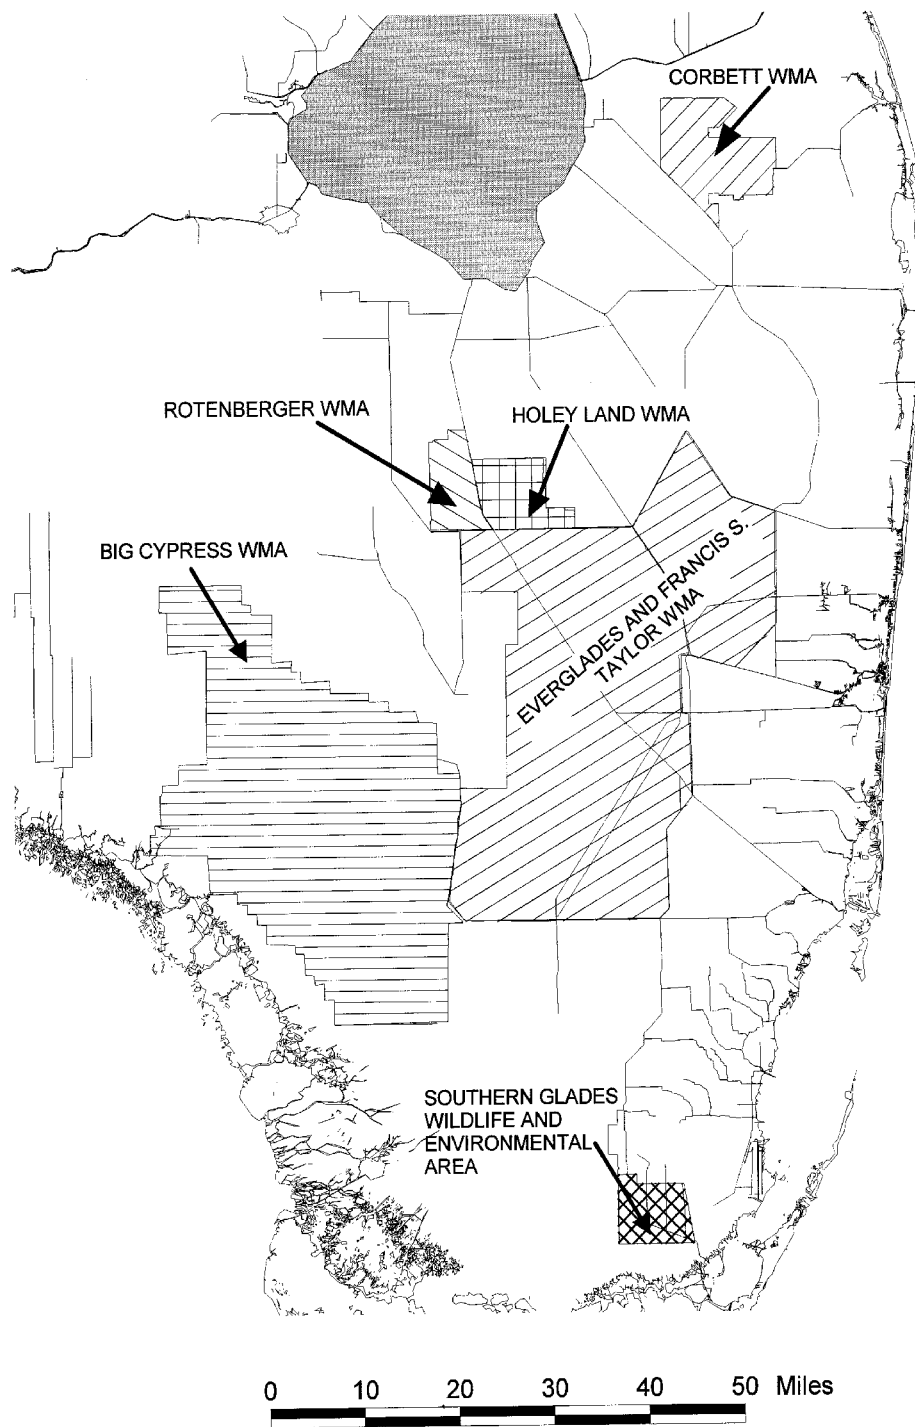 CORBETT WMA
ROTENBERGER WMA
HOLEY LAND WMA
BIG CYPRESS WMA
EVERGLADES AND FRANCIS S.
TAYLOR WMA
SOUTHERN GLADES
WILDLIFE AND
ENVIRONMENTAL
AREA
0 10 20 30 40 50 Miles